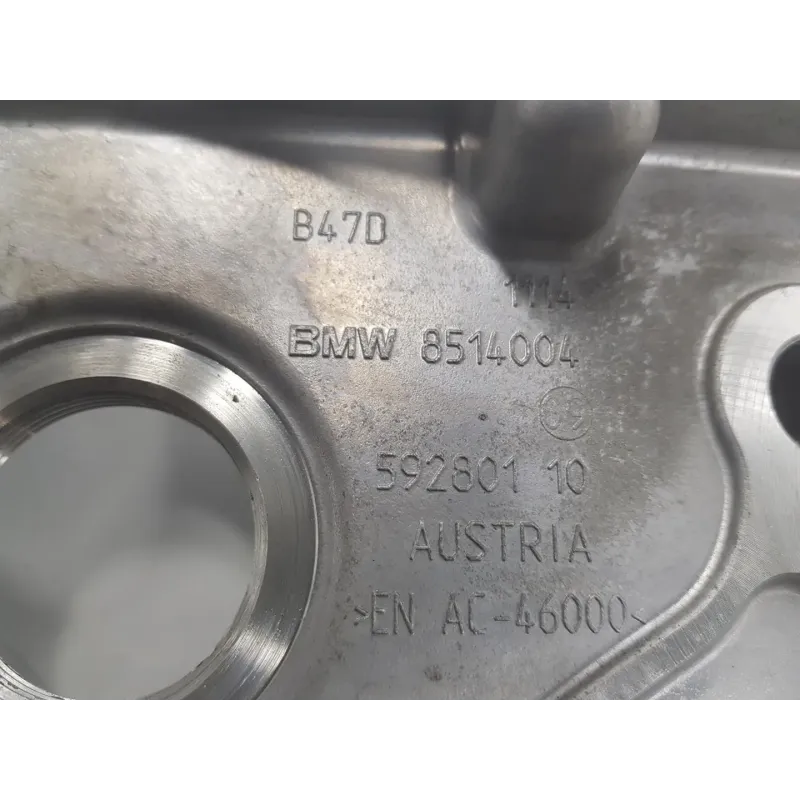 B47D
1114
BMW 8514004
592801 10
AUSTRIA
>EN AC-46000<